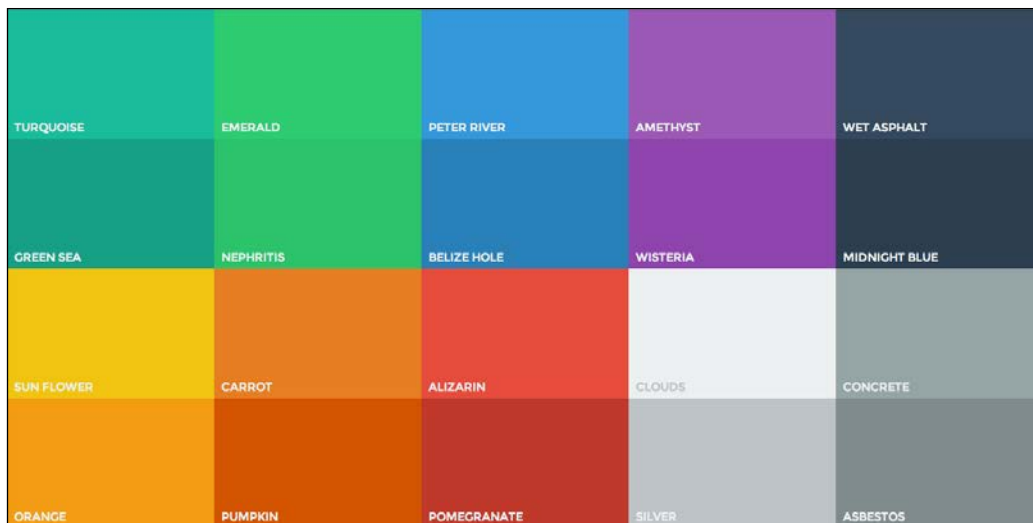 TURQUOISE
EMERALD
PETER RIVER
AMETHYST
WET ASPHALT
GREEN SEA
NEPHRITIS
BELIZE HOLE
WISTERIA
MIDNIGHT BLUE
SUN FLOWER
CARROT
ALIZARIN
CLOUDS
CONCRETE
ORANGE
PUMPKIN
POMEGRANATE
SILVER
ASBESTOS